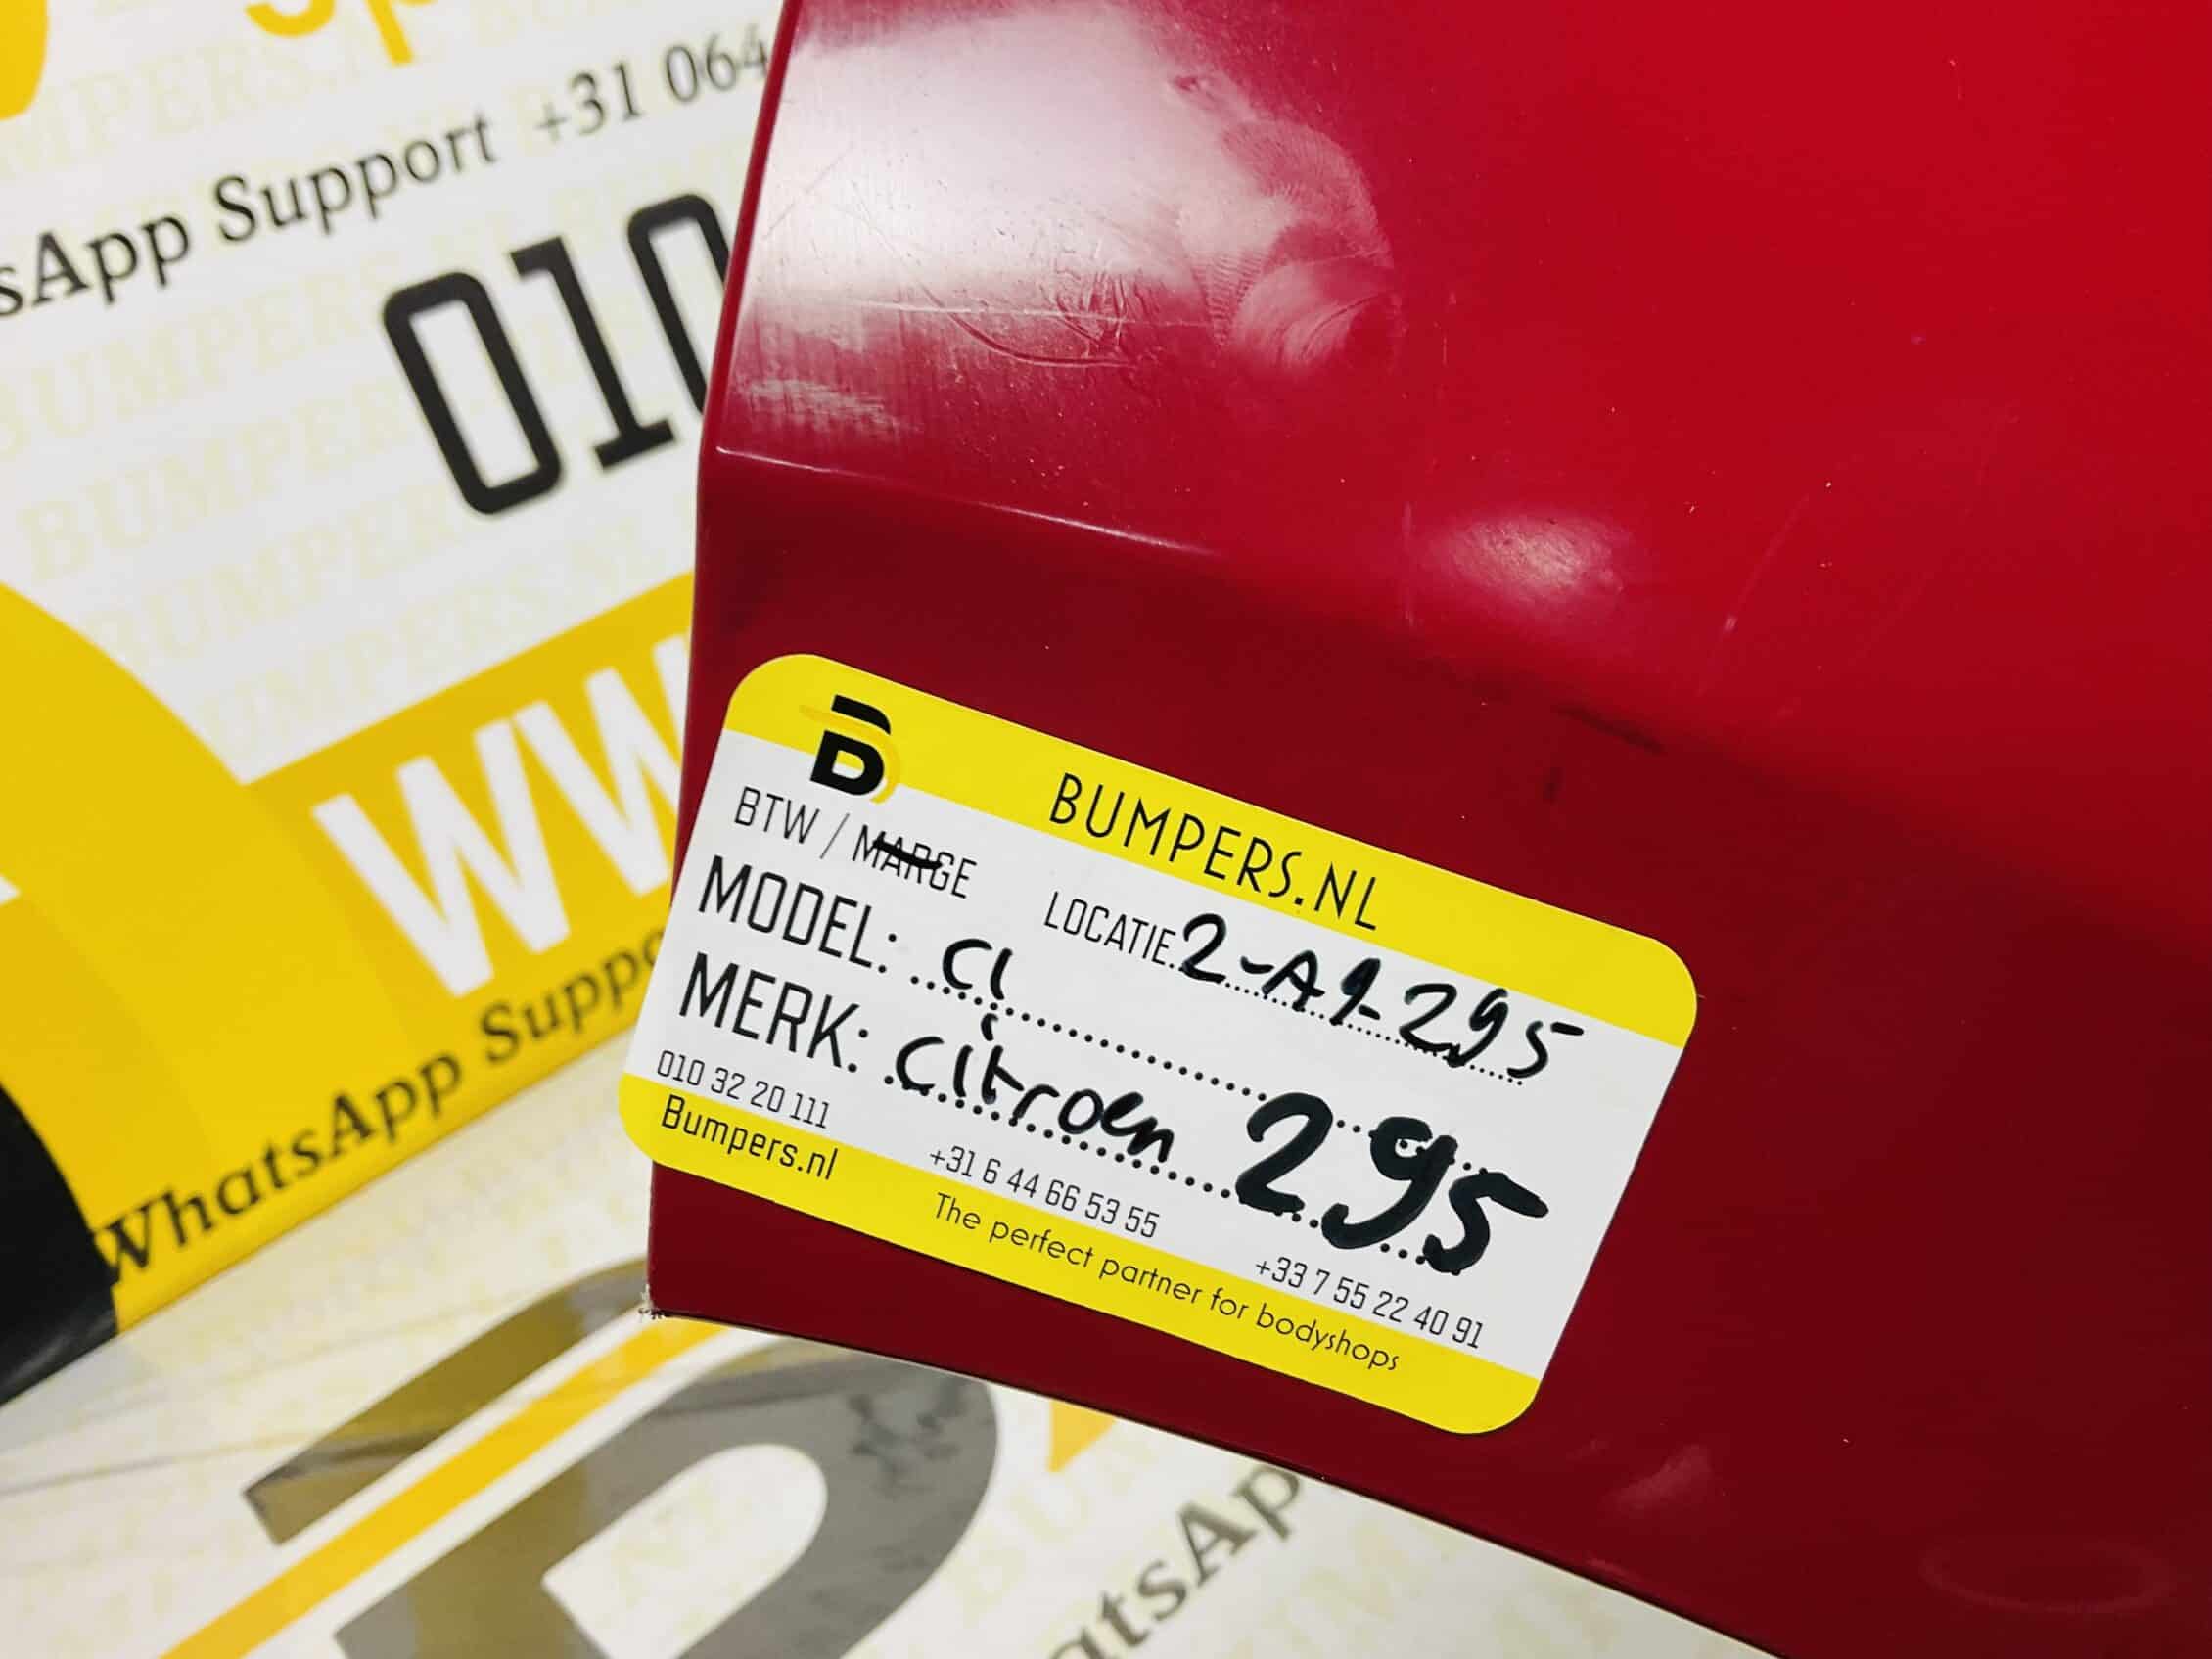 sApp Support +31 064
010
WW
WhatsApp Suppo
B BUMPERS.NL
BTW / MARGE LOCATIE: 2-A1-295
MODEL: C1
MERK: Citroen 295
010 32 20 111 +31 6 44 66 53 55 +33 7 55 22 40 91
Bumpers.nl The perfect partner for bodyshops
atsAp